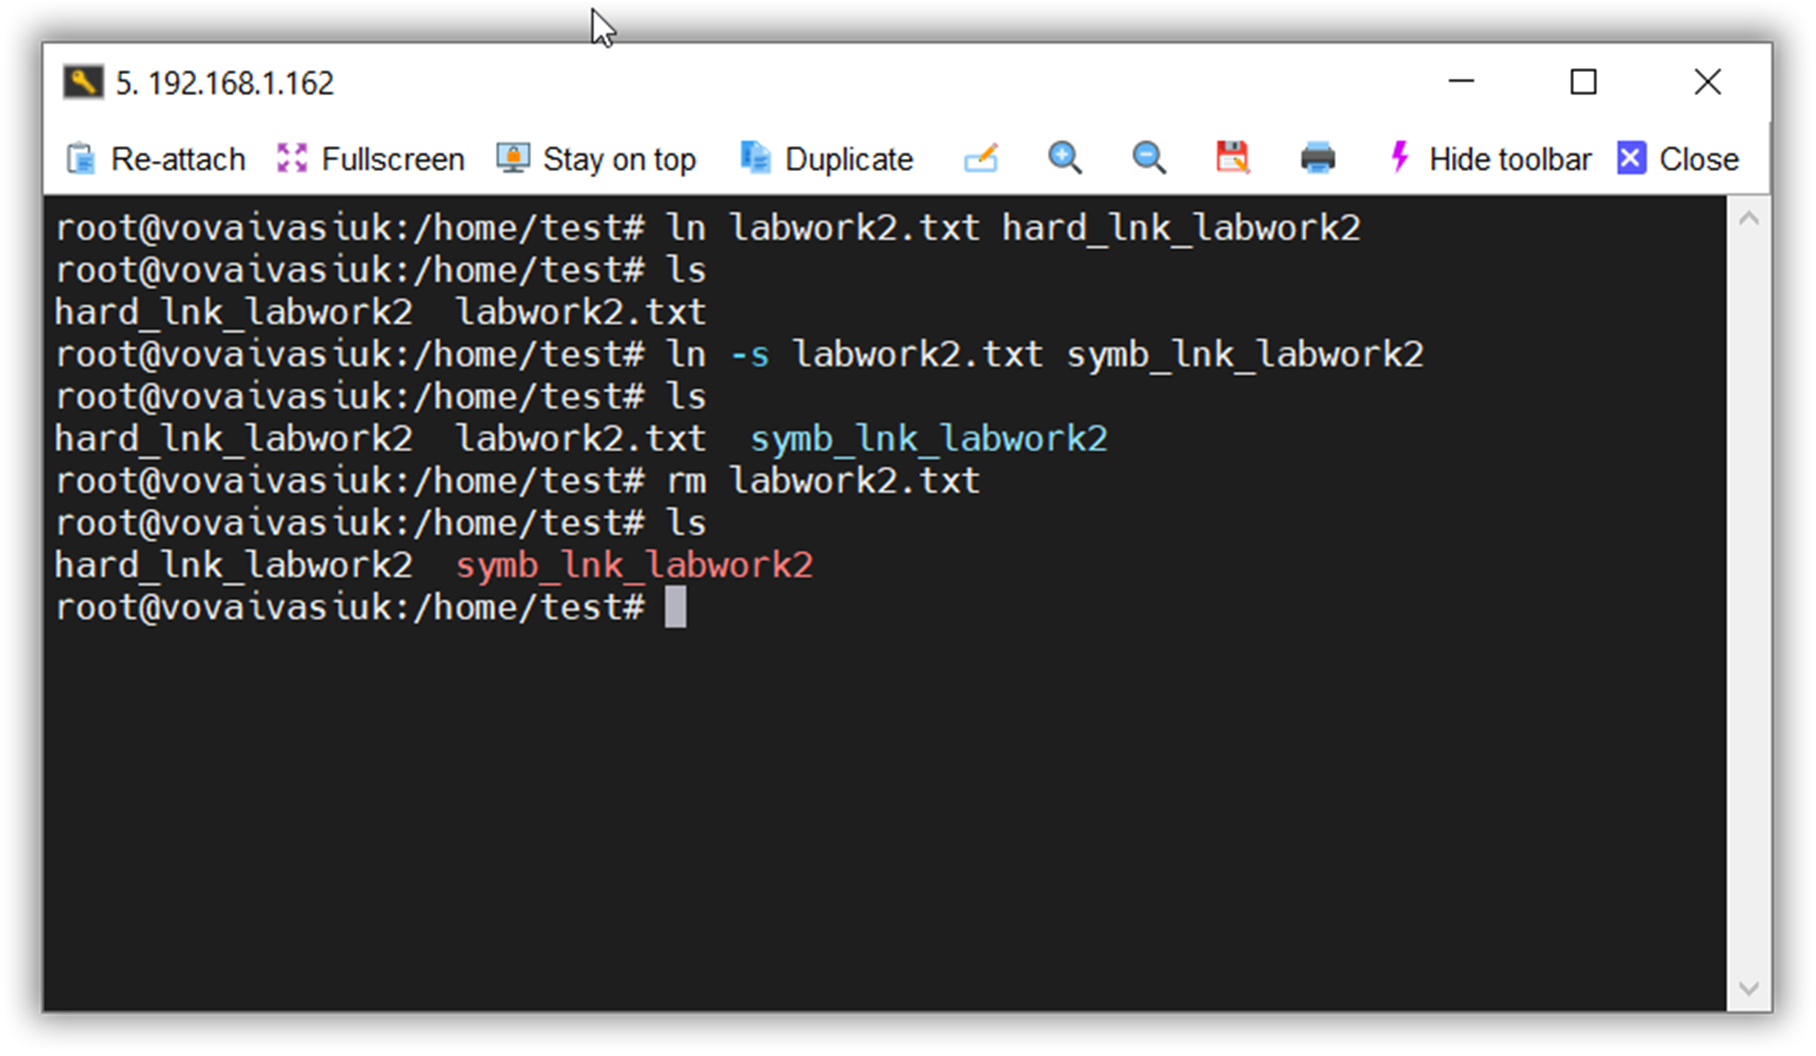 5. 192.168.1.162
Re-attach Fullscreen Stay on top Duplicate Hide toolbar Close
root@vovaivasiuk:/home/test# ln labwork2.txt hard_lnk_labwork2
root@vovaivasiuk:/home/test# ls
hard_lnk_labwork2  labwork2.txt
root@vovaivasiuk:/home/test# ln -s labwork2.txt symb_lnk_labwork2
root@vovaivasiuk:/home/test# ls
hard_lnk_labwork2  labwork2.txt  symb_lnk_labwork2
root@vovaivasiuk:/home/test# rm labwork2.txt
root@vovaivasiuk:/home/test# ls
hard_lnk_labwork2  symb_lnk_labwork2
root@vovaivasiuk:/home/test#